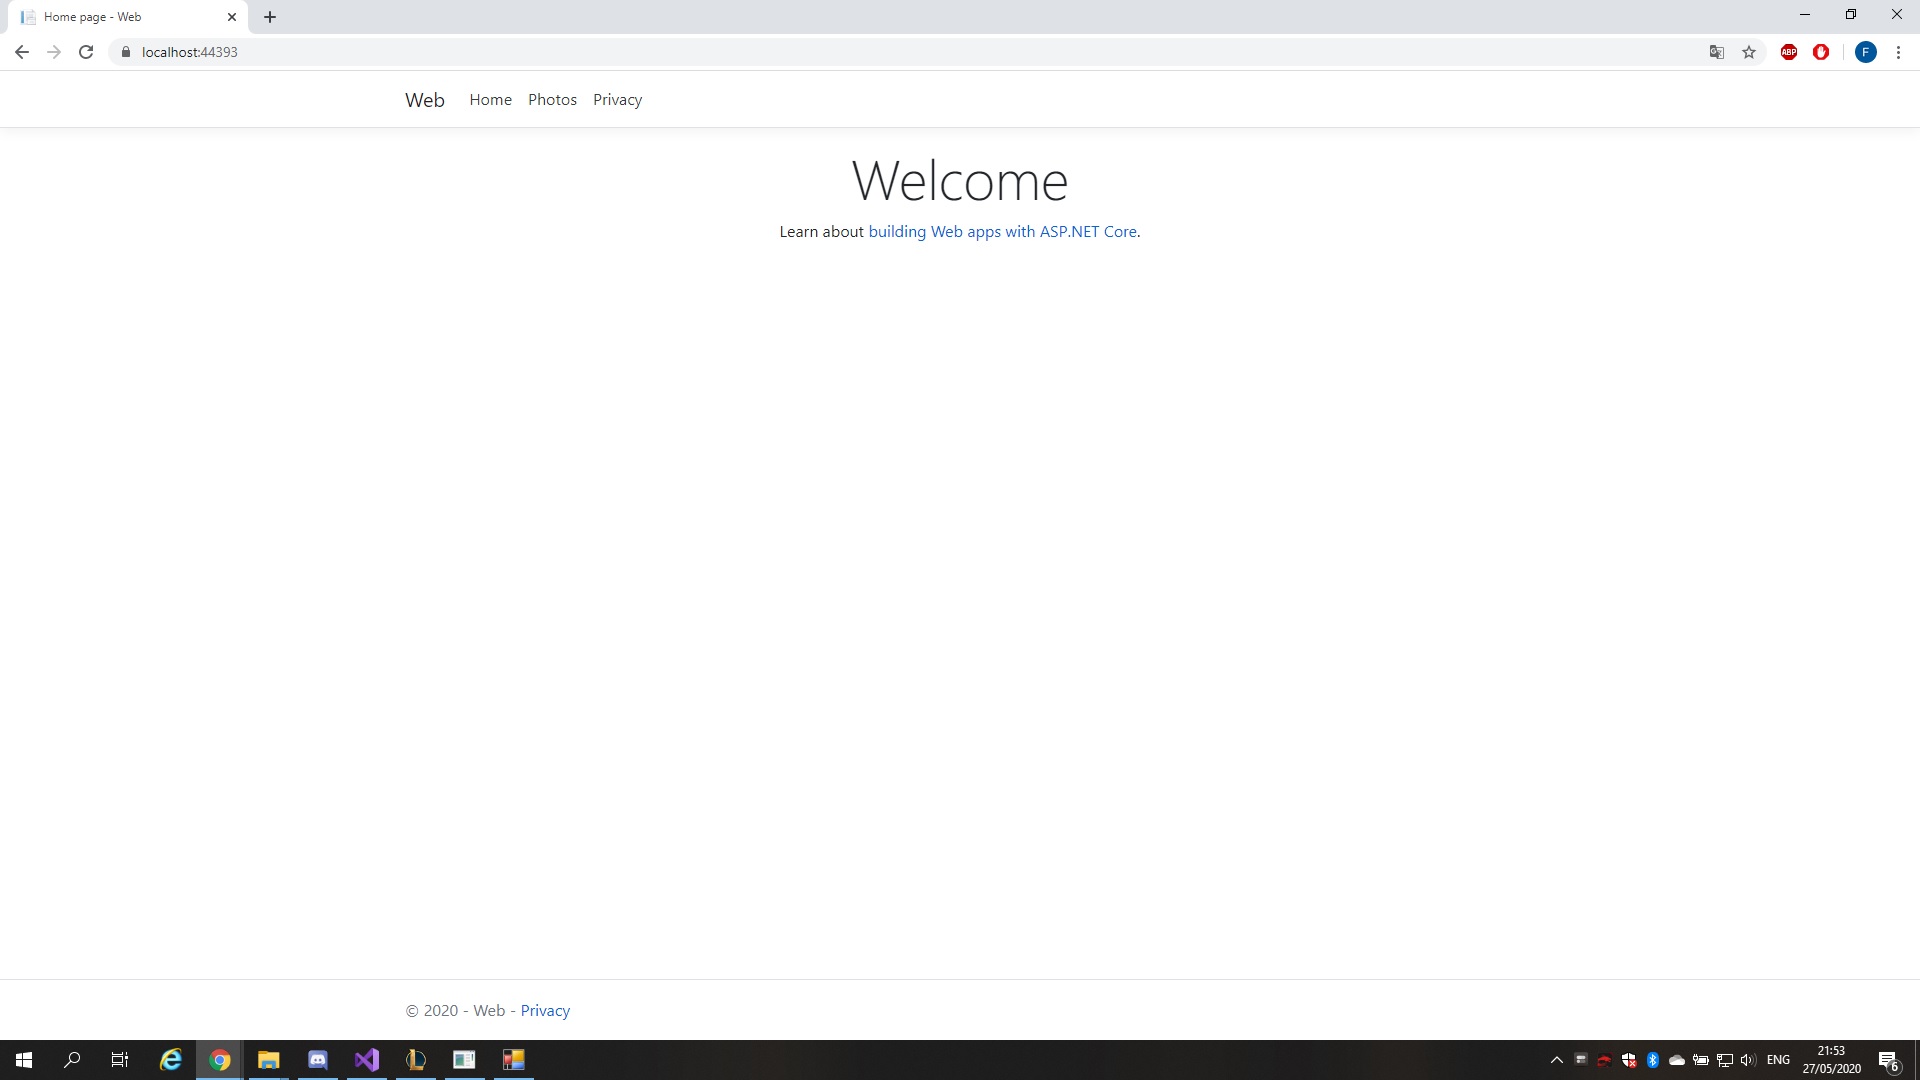 Home page - Web
localhost:44393
ABP
F
Web Home Photos Privacy
Welcome
Learn about building Web apps with ASP.NET Core.
© 2020 - Web - Privacy
ENG
21:53
27/05/2020
6